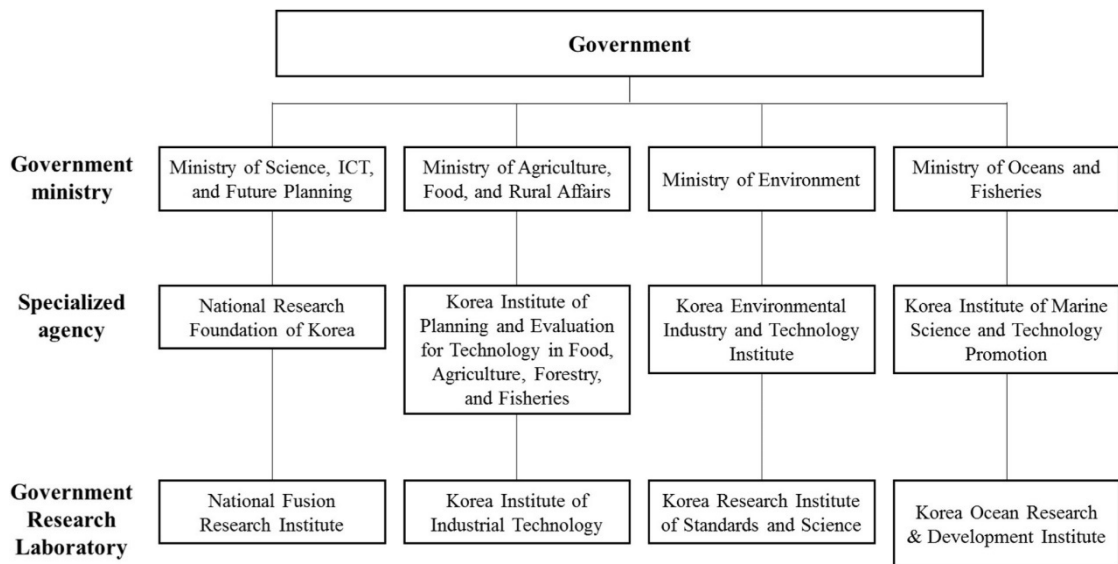 Government
Government
ministry
Ministry of Science, ICT,
and Future Planning
Ministry of Agriculture,
Food, and Rural Affairs
Ministry of Environment
Ministry of Oceans and
Fisheries
Specialized
agency
National Research
Foundation of Korea
Korea Institute of
Planning and Evaluation
for Technology in Food,
Agriculture, Forestry,
and Fisheries
Korea Environmental
Industry and Technology
Institute
Korea Institute of Marine
Science and Technology
Promotion
Government
Research
Laboratory
National Fusion
Research Institute
Korea Institute of
Industrial Technology
Korea Research Institute
of Standards and Science
Korea Ocean Research
& Development Institute